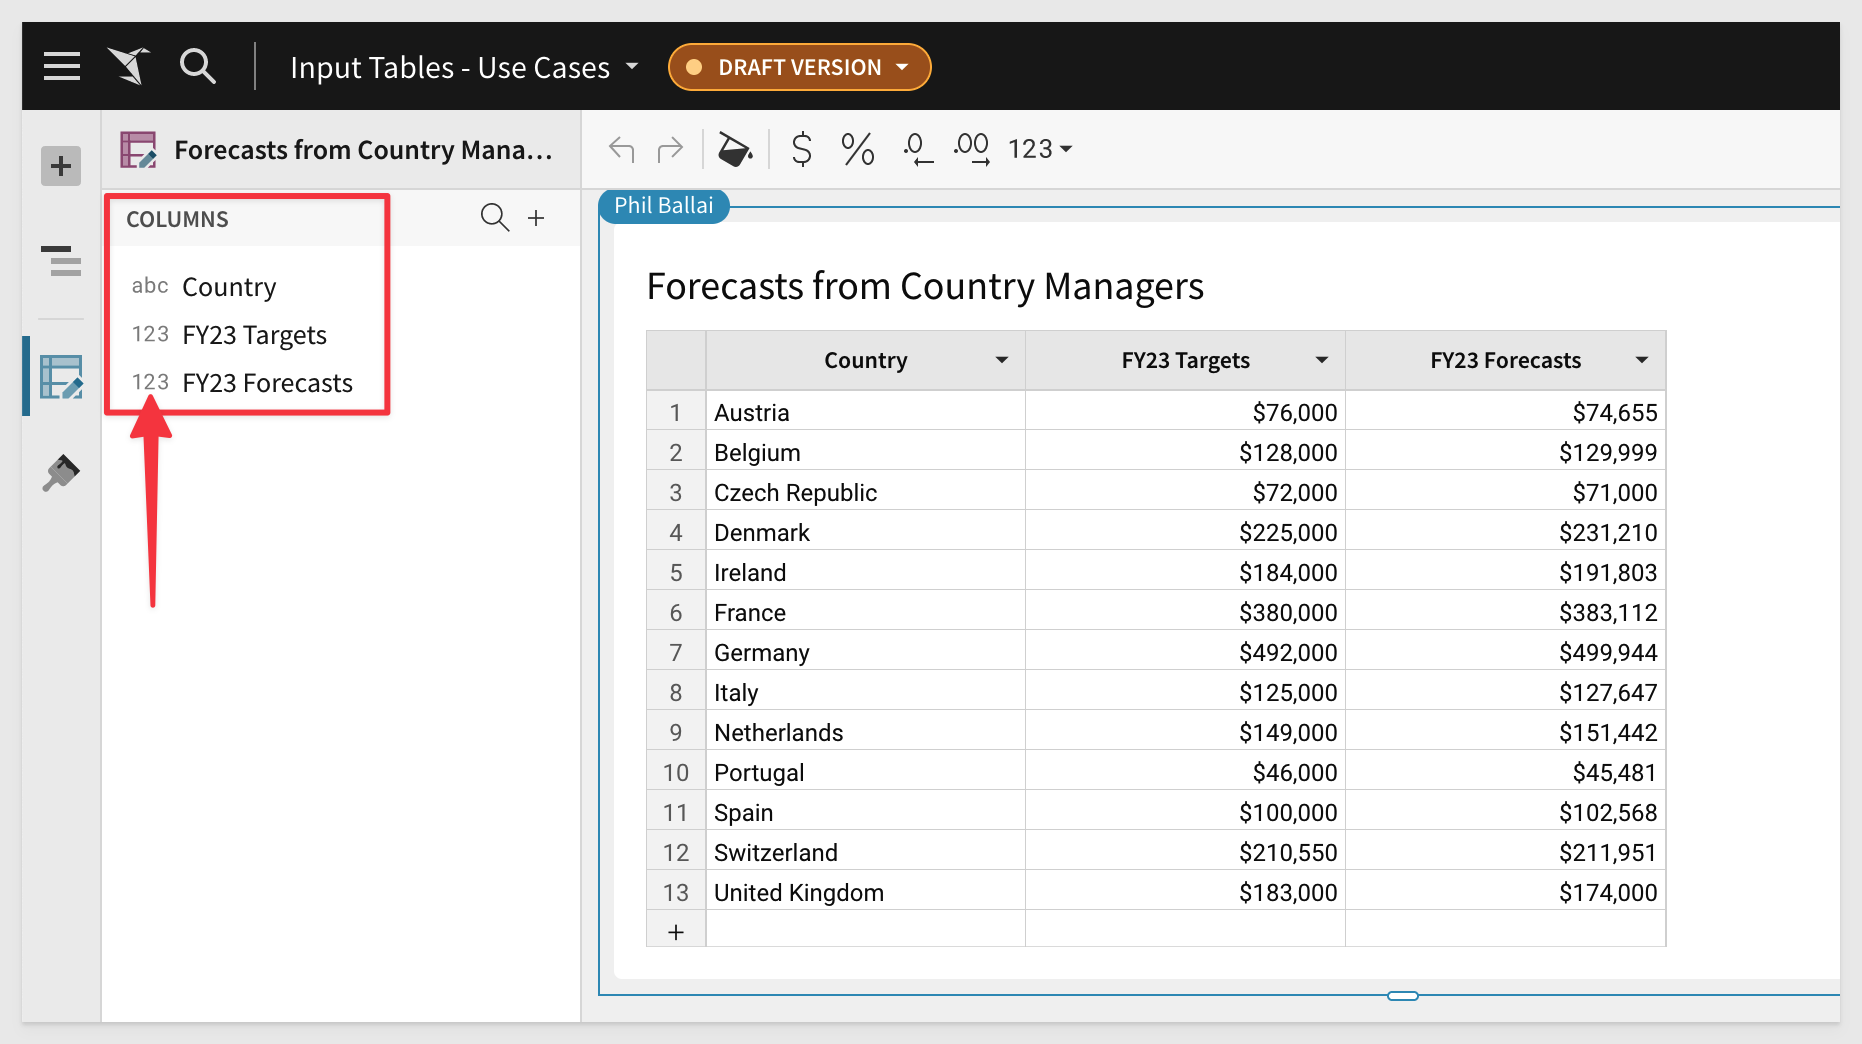 Input Tables - Use Cases
DRAFT VERSION
Forecasts from Country Mana...
$ % .0 .00 123
COLUMNS
abc Country
123 FY23 Targets
123 FY23 Forecasts
Phil Ballai
Forecasts from Country Managers
Country FY23 Targets FY23 Forecasts
1 Austria $76,000 $74,655
2 Belgium $128,000 $129,999
3 Czech Republic $72,000 $71,000
4 Denmark $225,000 $231,210
5 Ireland $184,000 $191,803
6 France $380,000 $383,112
7 Germany $492,000 $499,944
8 Italy $125,000 $127,647
9 Netherlands $149,000 $151,442
10 Portugal $46,000 $45,481
11 Spain $100,000 $102,568
12 Switzerland $210,550 $211,951
13 United Kingdom $183,000 $174,000
+